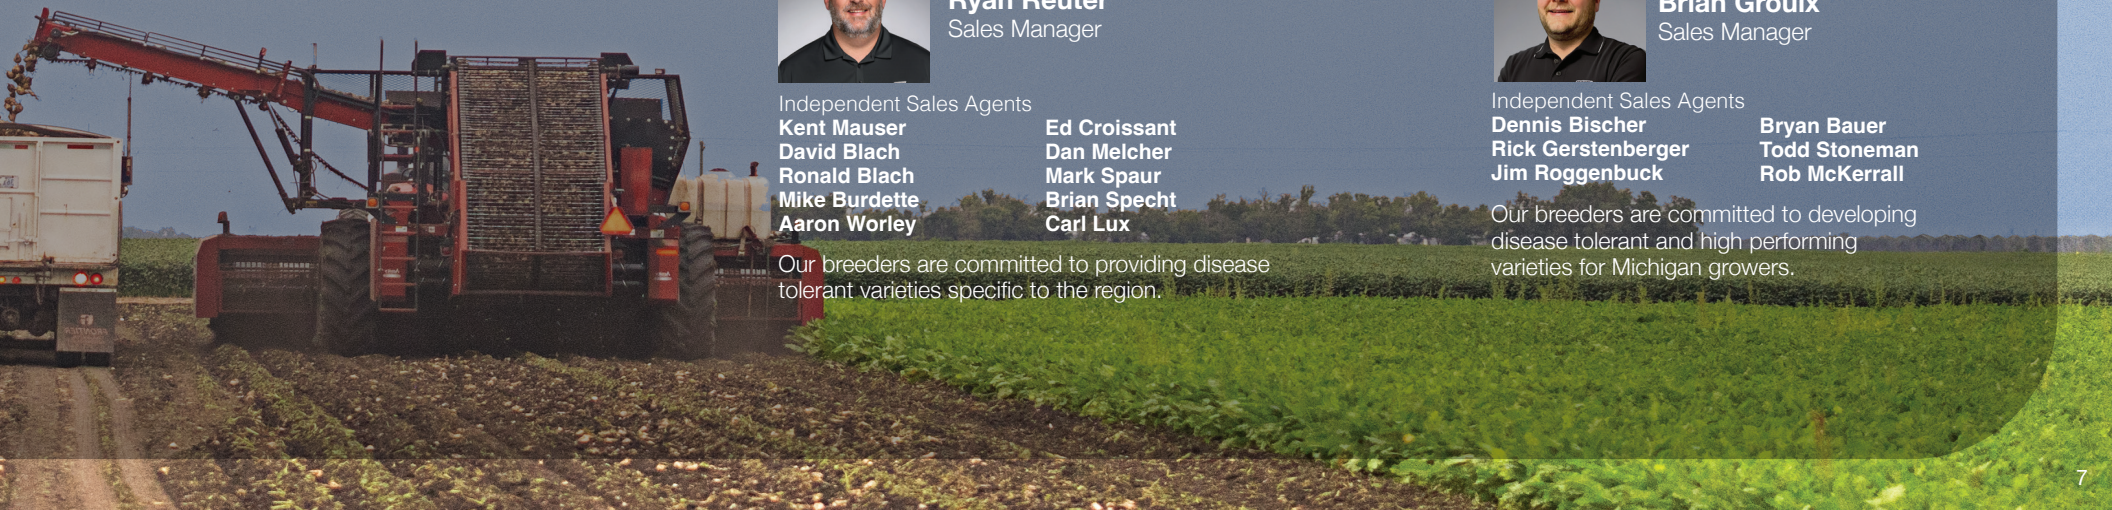 Ryan Reuter
Sales Manager
Independent Sales Agents
Kent Mauser
David Blach
Ronald Blach
Mike Burdette
Aaron Worley
Ed Croissant
Dan Melcher
Mark Spaur
Brian Specht
Carl Lux
Our breeders are committed to providing disease
tolerant varieties specific to the region.
Brian Groulx
Sales Manager
Independent Sales Agents
Dennis Bischer
Rick Gerstenberger
Jim Roggenbuck
Bryan Bauer
Todd Stoneman
Rob McKerrall
Our breeders are committed to developing
disease tolerant and high performing
varieties for Michigan growers.
7